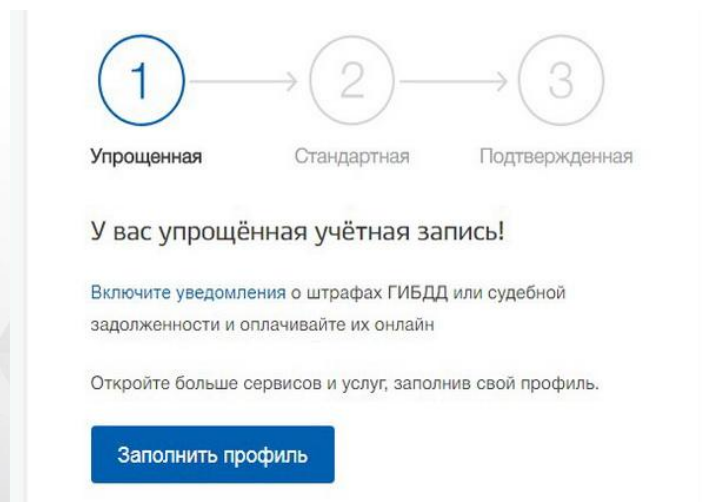 1 2 3
Упрощенная Стандартная Подтвержденная
У вас упрощённая учётная запись!
Включите уведомления о штрафах ГИБДД или судебной
задолженности и оплачивайте их онлайн
Откройте больше сервисов и услуг, заполнив свой профиль.
Заполнить профиль